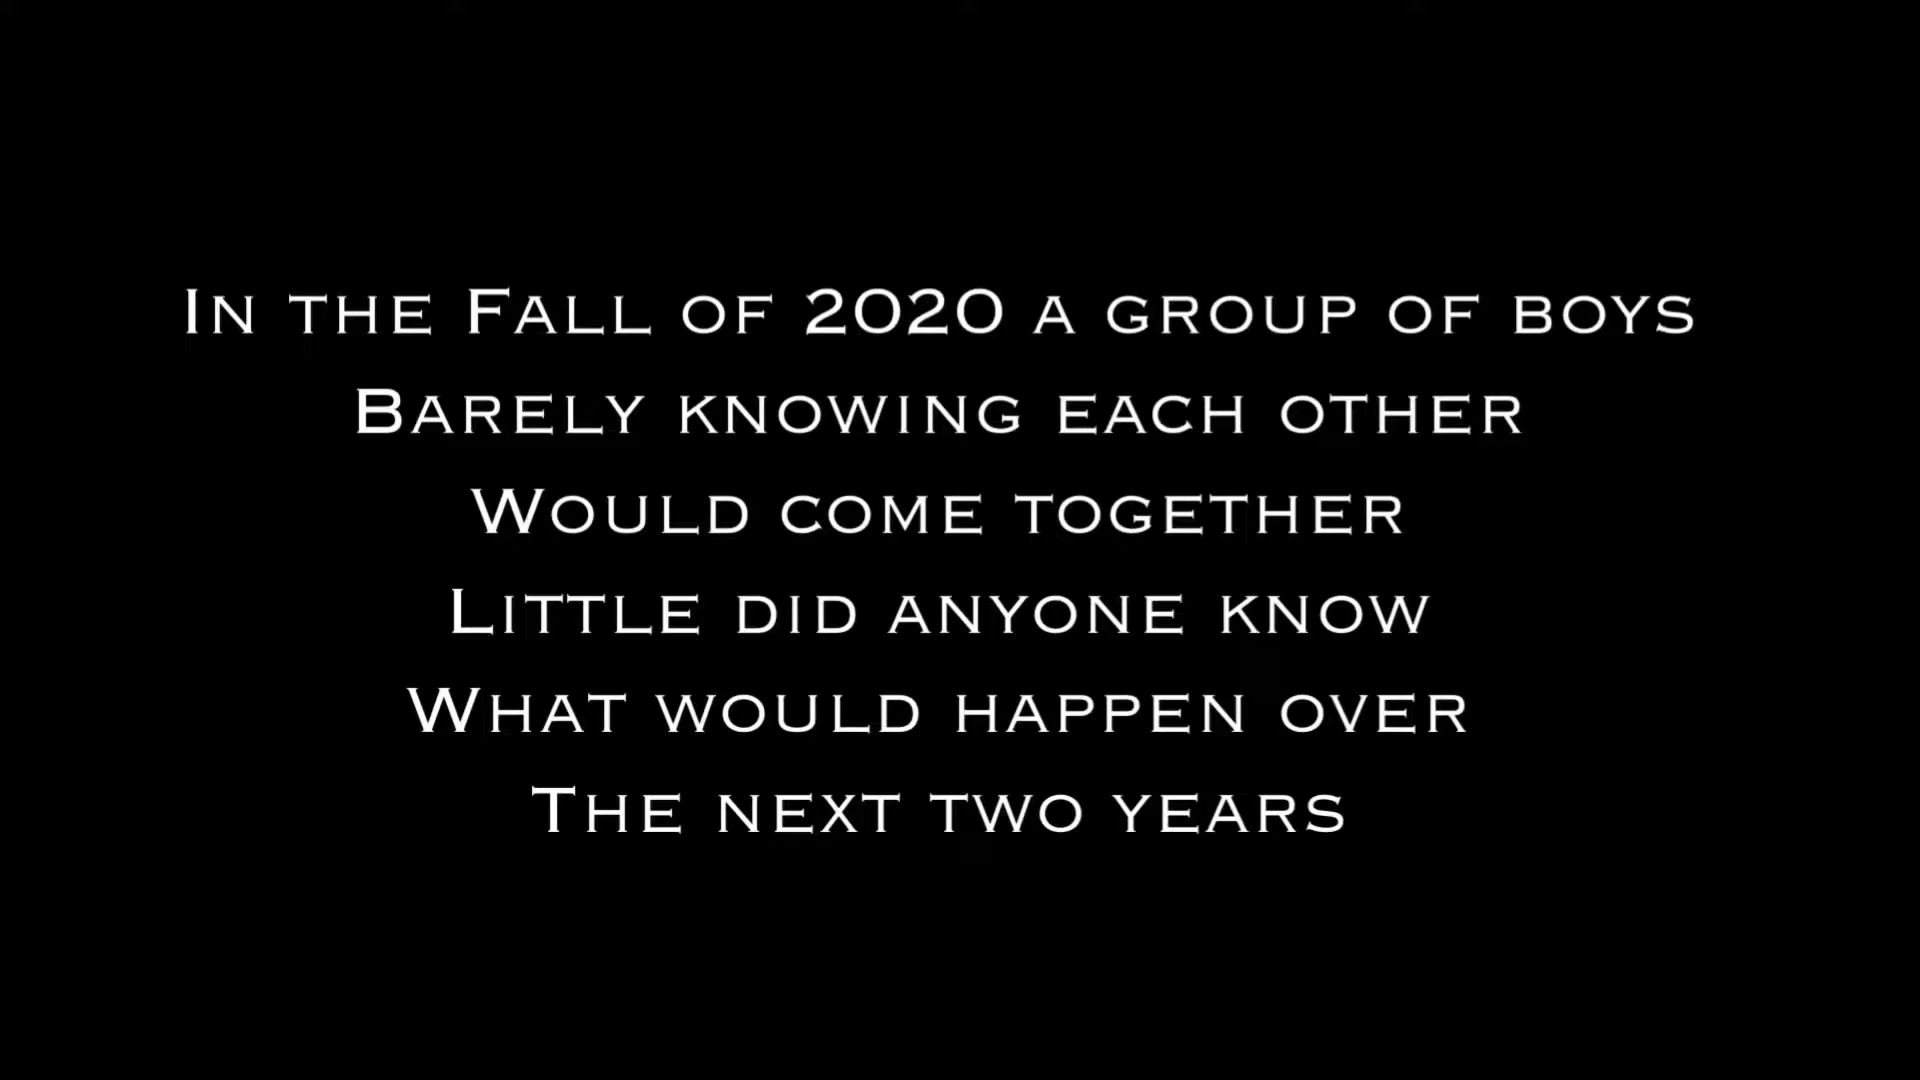 In the Fall of 2020 a group of boys
Barely knowing each other
Would come together
Little did anyone know
What would happen over
The next two years